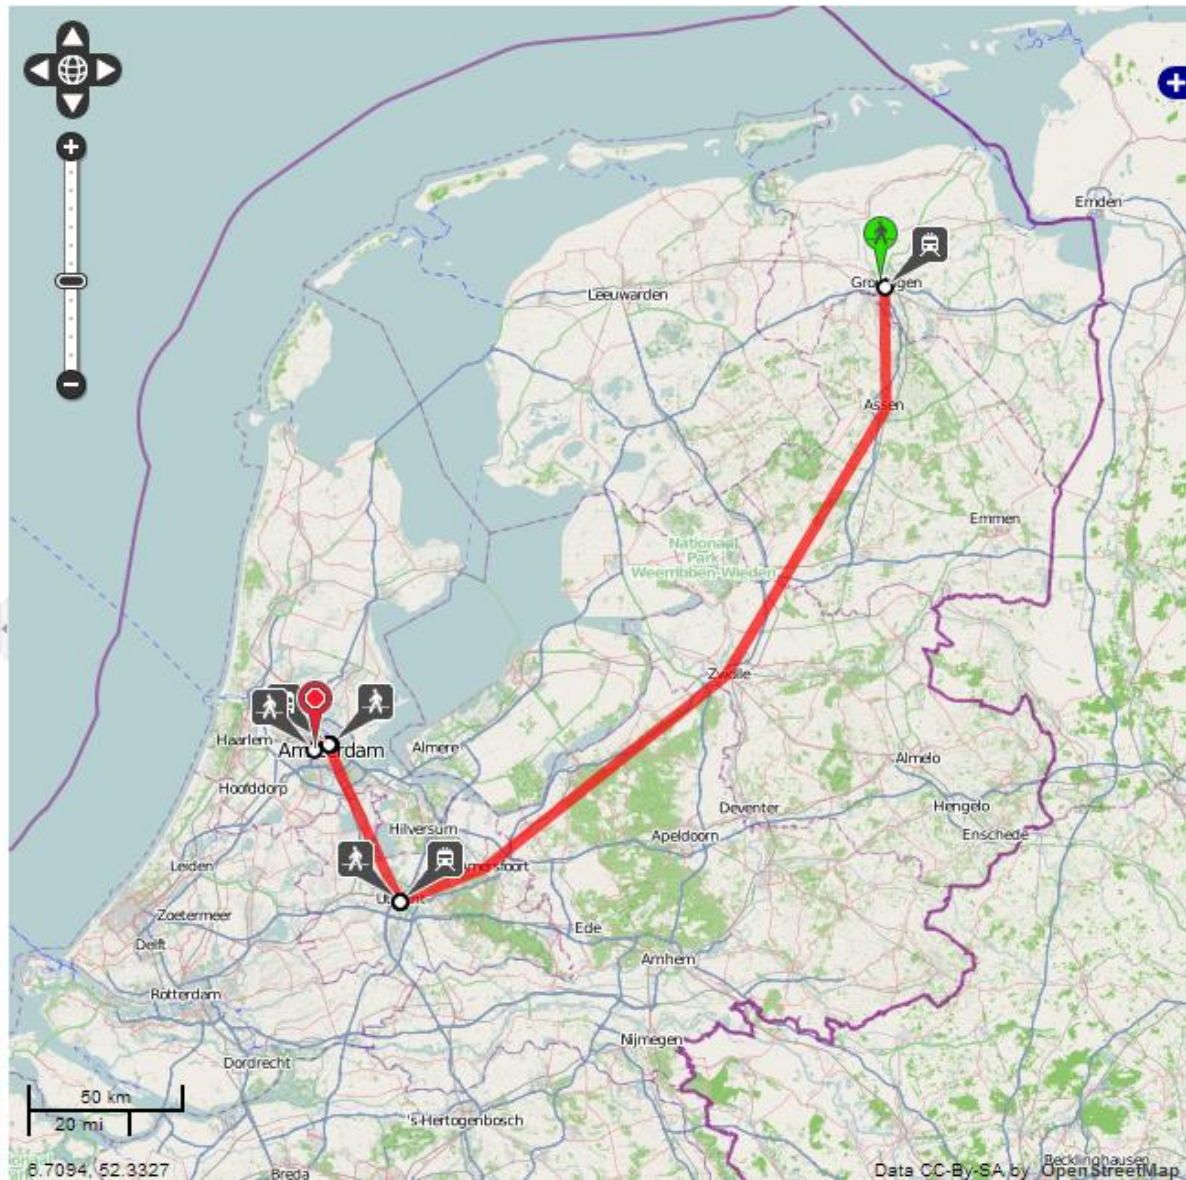 Emden
Leeuwarden
Assen
Emmen
Nationaal
Park
Weerribben-Wieden
Zwolle
Haarlem
Almere
Almelo
Hoofddorp
Deventer
Hengelo
Hilversum
Apeldoorn
Enschede
Leiden
Zoetermeer
Ede
Delft
Arnhem
Rotterdam
Nijmegen
Dordrecht
50 km
20 mi
's-Hertogenbosch
6.7094, 52.3327
Breda
Recklinghausen
Data CC-By-SA by OpenStreetMap